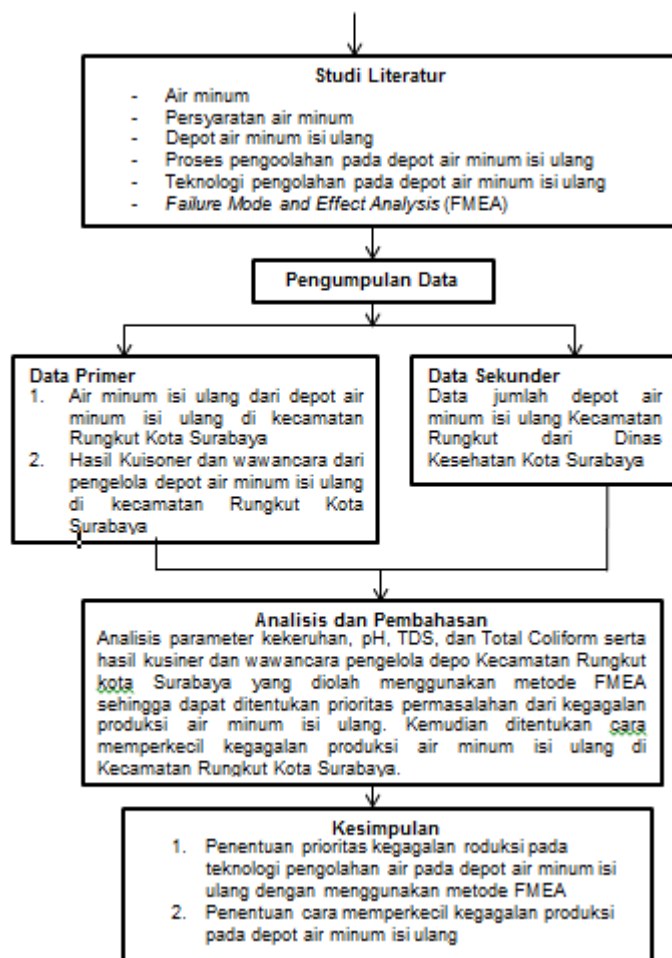 Studi Literatur
- Air minum
- Persyaratan air minum
- Depot air minum isi ulang
- Proses pengoolahan pada depot air minum isi ulang
- Teknologi pengolahan pada depot air minum isi ulang
- Failure Mode and Effect Analysis (FMEA)
Pengumpulan Data
Data Primer
1. Air minum isi ulang dari depot air
minum isi ulang di kecamatan
Rungkut Kota Surabaya
2. Hasil Kuisoner dan wawancara dari
pengelola depot air minum isi ulang
di kecamatan Rungkut Kota
Surabaya
Data Sekunder
Data jumlah depot air
minum isi ulang Kecamatan
Rungkut dari Dinas
Kesehatan Kota Surabaya
Analisis dan Pembahasan
Analisis parameter kekeruhan, pH, TDS, dan Total Coliform serta
hasil kusiner dan wawancara pengelola depo Kecamatan Rungkut
kota Surabaya yang diolah menggunakan metode FMEA
sehingga dapat ditentukan prioritas permasalahan dari kegagalan
produksi air minum isi ulang. Kemudian ditentukan cara
memperkecil kegagalan produksi air minum isi ulang di
Kecamatan Rungkut Kota Surabaya.
Kesimpulan
1. Penentuan prioritas kegagalan roduksi pada
teknologi pengolahan air pada depot air minum isi
ulang dengan menggunakan metode FMEA
2. Penentuan cara memperkecil kegagalan produksi
pada depot air minum isi ulang